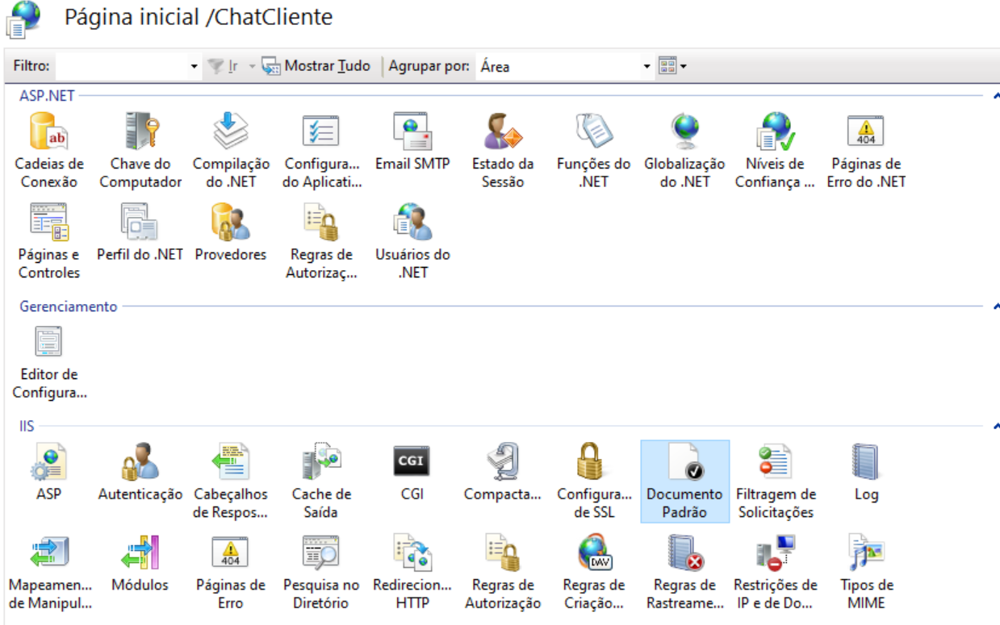 Página inicial /ChatCliente
Filtro: Ir Mostrar Tudo Agrupar por: Área
ASP.NET
Cadeias de Conexão
Chave do Computador
Compilação do .NET
Configura... do Aplicati...
Email SMTP
Estado da Sessão
Funções do .NET
Globalização do .NET
Níveis de Confiança ...
Páginas de Erro do .NET
Páginas e Controles
Perfil do .NET
Provedores
Regras de Autorizaç...
Usuários do .NET
Gerenciamento
Editor de Configura...
IIS
ASP
Autenticação
Cabeçalhos de Respos...
Cache de Saída
CGI
Compacta...
Configura... de SSL
Documento Padrão
Filtragem de Solicitações
Log
Mapeamen... de Manipul...
Módulos
Páginas de Erro
Pesquisa no Diretório
Redirecion... HTTP
Regras de Autorização
Regras de Criação...
Regras de Rastreame...
Restrições de IP e de Do...
Tipos de MIME